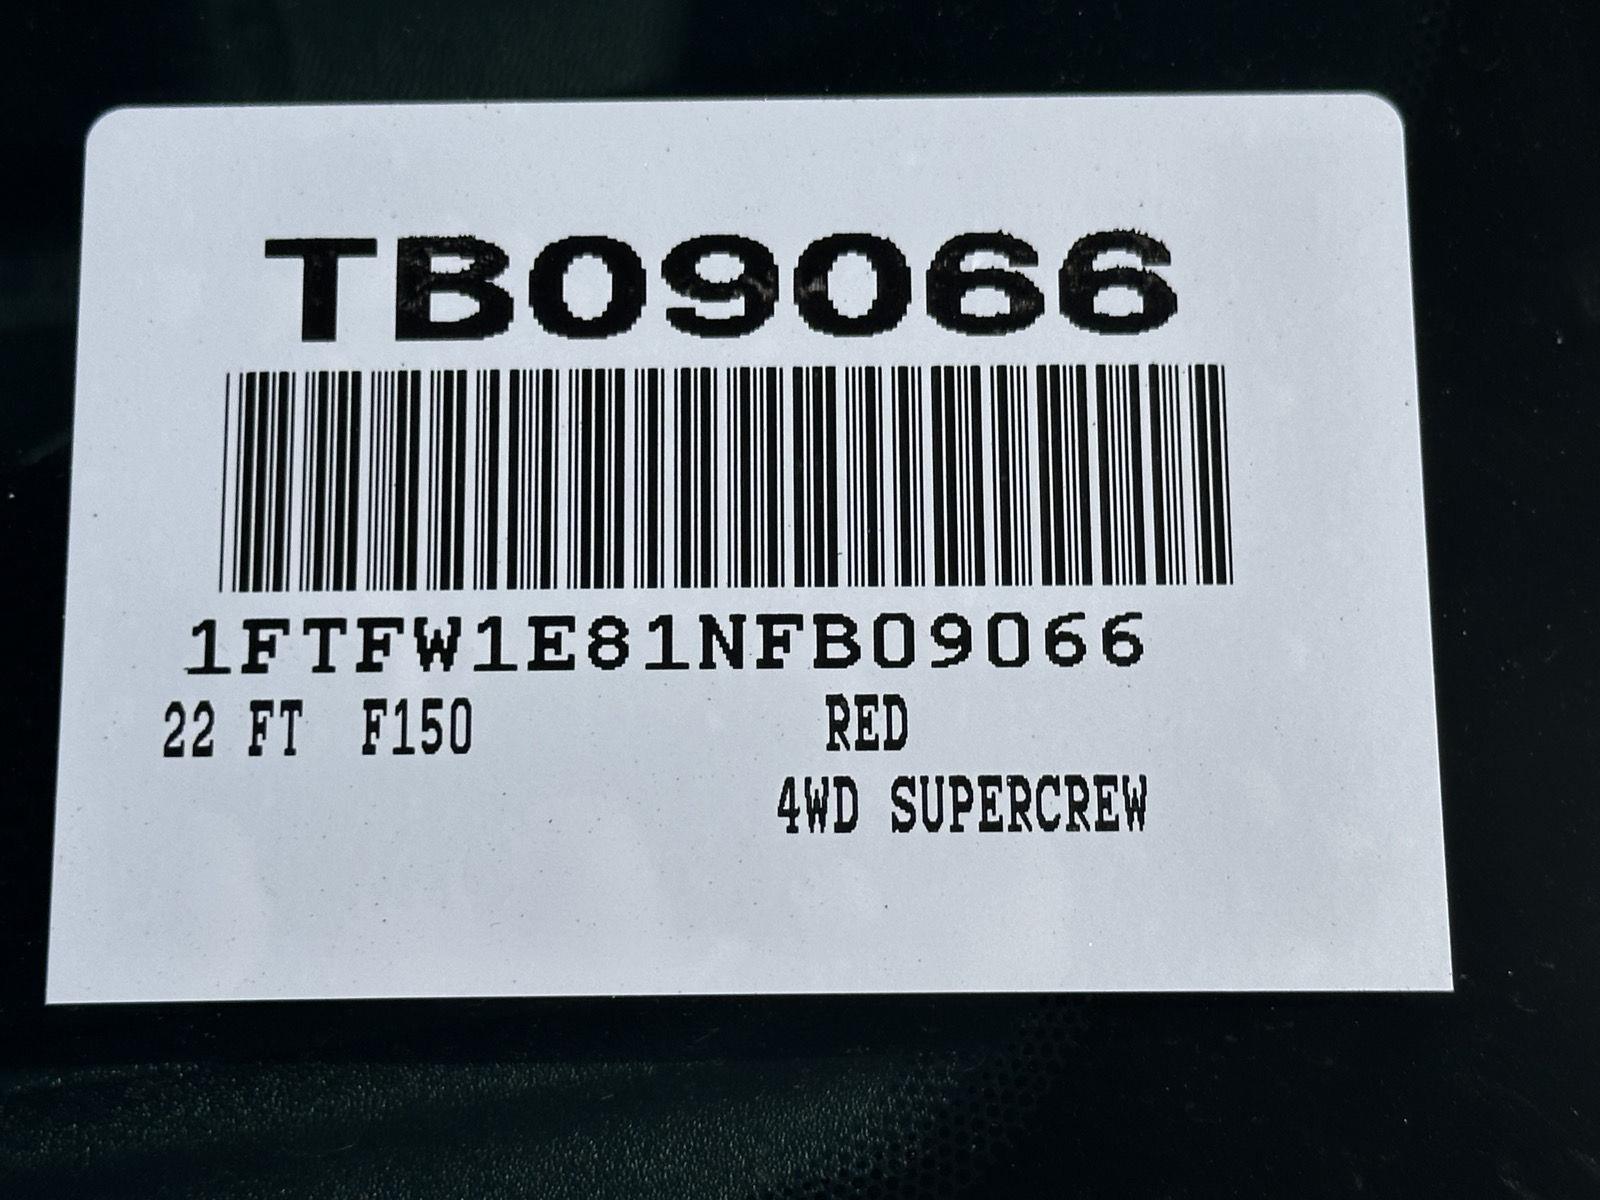 TB09066
1FTFW1E81NFB09066
22 FT F150 RED
4WD SUPERCREW